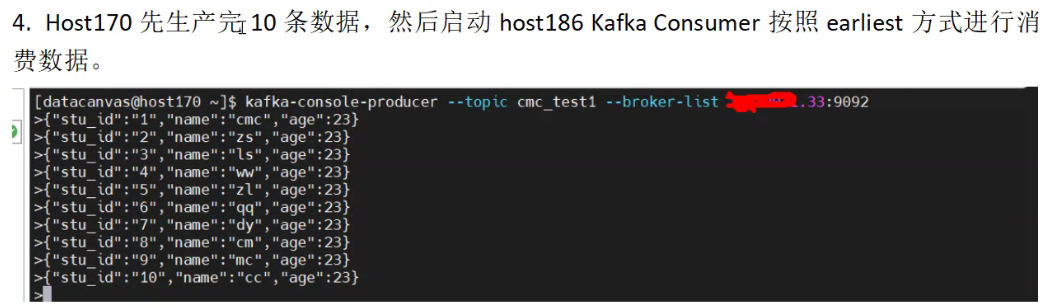 4. Host170 先生产完 10 条数据，然后启动 host186 Kafka Consumer 按照 earliest 方式进行消
费数据。
[datacanvas@host170 ~]$ kafka-console-producer --topic cmc_test1 --broker-list 1.33:9092
>{"stu_id":"1","name":"cmc","age":23}
>{"stu_id":"2","name":"zs","age":23}
>{"stu_id":"3","name":"ls","age":23}
>{"stu_id":"4","name":"ww","age":23}
>{"stu_id":"5","name":"zl","age":23}
>{"stu_id":"6","name":"qq","age":23}
>{"stu_id":"7","name":"dy","age":23}
>{"stu_id":"8","name":"cm","age":23}
>{"stu_id":"9","name":"mc","age":23}
>{"stu_id":"10","name":"cc","age":23}
>